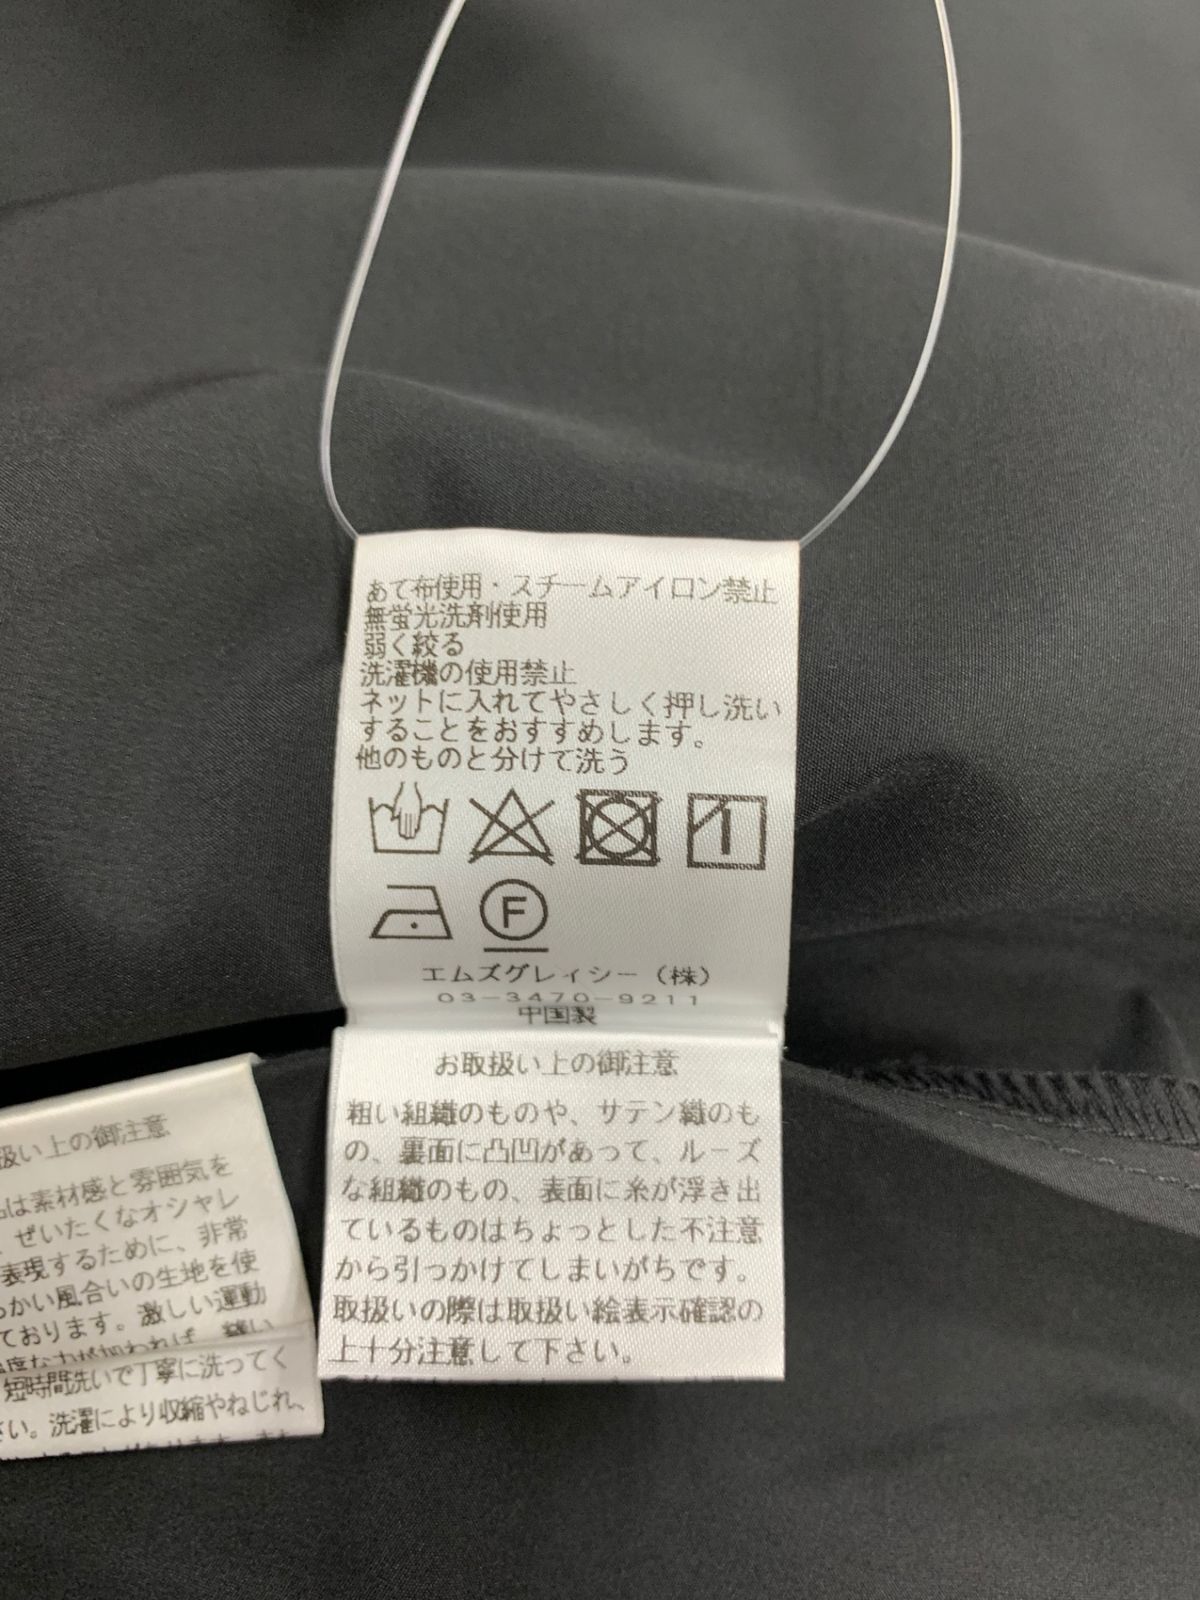 あて布使用・スチームアイロン禁止
無蛍光洗剤使用
弱く絞る
洗濯機の使用禁止
ネットに入れてやさしく押し洗い
することをおすすめします。
他のものと分けて洗う
F
エムズグレイシー(株)
03-3470-9211
中国製
お取扱い上の御注意
粗い組織のものや、サテン織のも
の、裏面に凸凹があって、ルーズ
な組織のもの、表面に糸が浮き出
ているものはちょっとした不注意
から引っかけてしまいがちです。
取扱いの際は取扱い絵表示確認の
上十分注意して下さい。
扱い上の御注意
は素材感と雰囲気を
ぜいたくなオシャレ
表現するために、非常
かい風合いの生地を使
ております。激しい運動
短時間洗いで丁寧に洗ってく
さい。洗濯により収縮やねじれ、